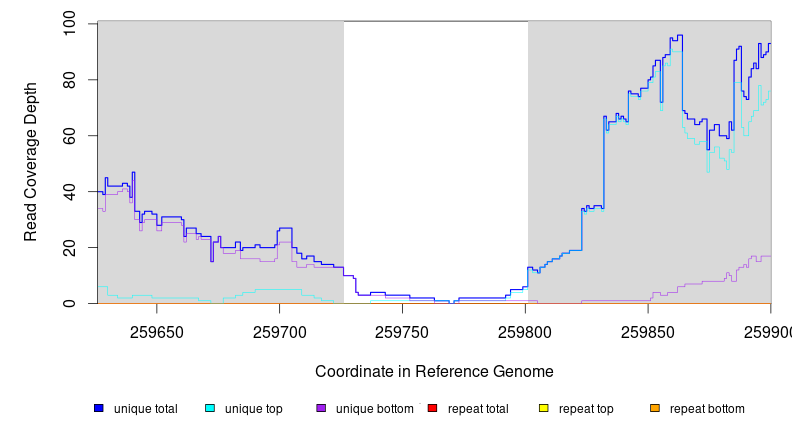 100
80
60
40
20
0
Read Coverage Depth
259650
259700
259750
259800
259850
259900
Coordinate in Reference Genome
unique total
unique top
unique bottom
repeat total
repeat top
repeat bottom